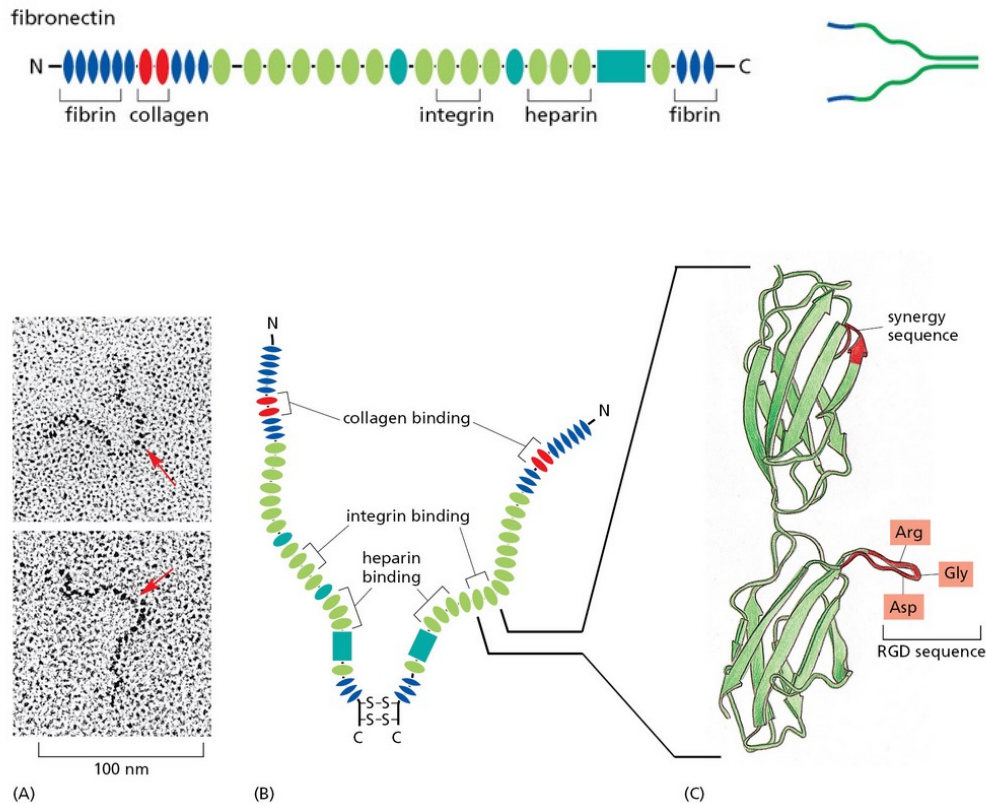 fibronectin
N
C
fibrin
collagen
integrin
heparin
fibrin
N
collagen binding
N
integrin binding
heparin
binding
S–S
S–S
C
C
synergy
sequence
Arg
Gly
Asp
RGD sequence
100 nm
(A)
(B)
(C)